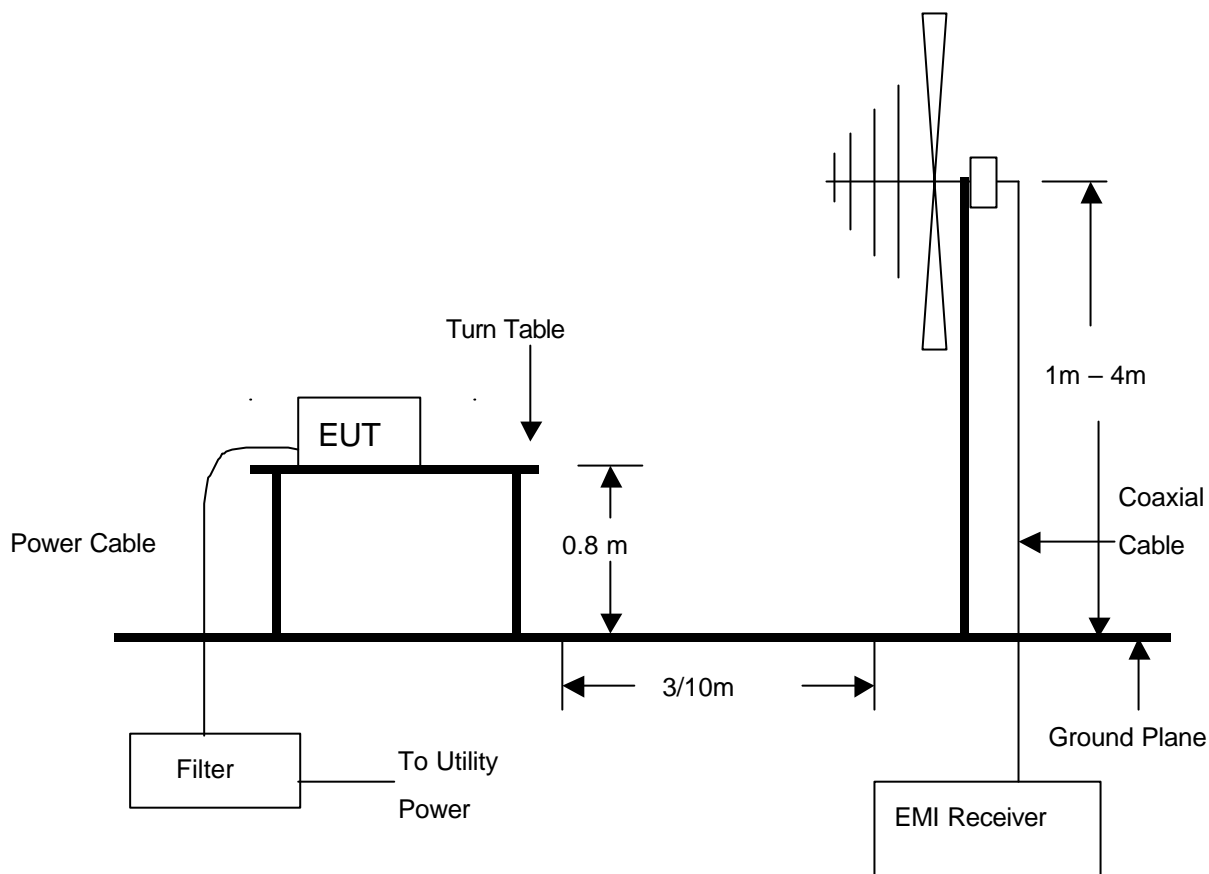 Turn Table
1m – 4m
EUT
Coaxial
Power Cable
0.8 m
Cable
3/10m
Ground Plane
To Utility
Filter
Power
EMI Receiver